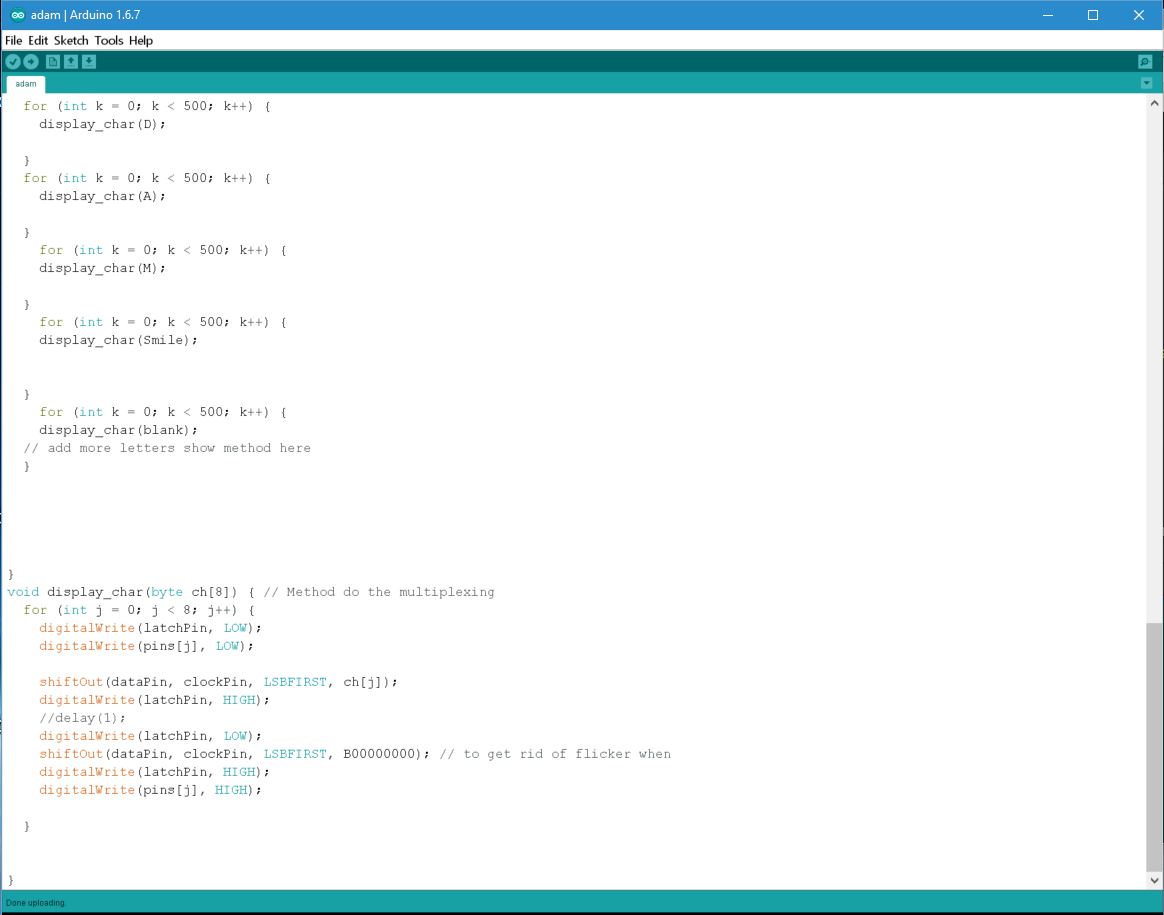 adam | Arduino 1.6.7
File Edit Sketch Tools Help
adam
for (int k = 0; k < 500; k++) {
display_char(D);
}
for (int k = 0; k < 500; k++) {
display_char(A);
}
for (int k = 0; k < 500; k++) {
display_char(M);
}
for (int k = 0; k < 500; k++) {
display_char(Smile);
}
for (int k = 0; k < 500; k++) {
display_char(blank);
// add more letters show method here
}
}
void display_char(byte ch[8]) { // Method do the multiplexing
for (int j = 0; j < 8; j++) {
digitalWrite(latchPin, LOW);
digitalWrite(pins[j], LOW);
shiftOut(dataPin, clockPin, LSBFIRST, ch[j]);
digitalWrite(latchPin, HIGH);
//delay(1);
digitalWrite(latchPin, LOW);
shiftOut(dataPin, clockPin, LSBFIRST, B00000000); // to get rid of flicker when
digitalWrite(latchPin, HIGH);
digitalWrite(pins[j], HIGH);
}
}
Done uploading.